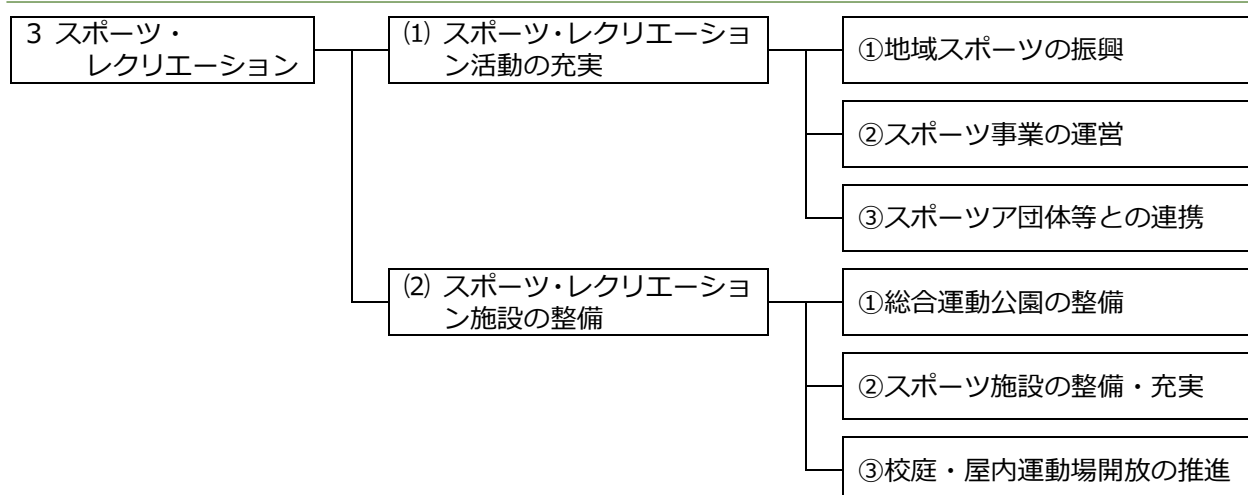 3 スポーツ・
レクリエーション
⑴ スポーツ・レクリエーショ
ン活動の充実
①地域スポーツの振興
②スポーツ事業の運営
③スポーツア団体等との連携
⑵ スポーツ・レクリエーショ
ン施設の整備
①総合運動公園の整備
②スポーツ施設の整備・充実
③校庭・屋内運動場開放の推進